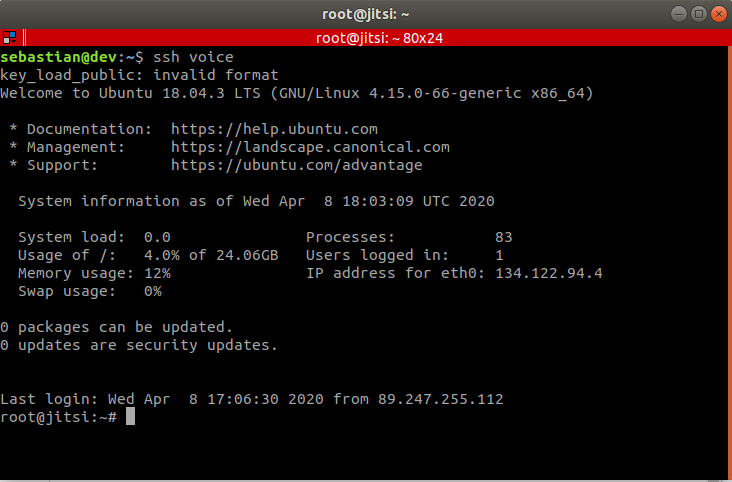 root@jitsi: ~
root@jitsi: ~ 80x24
sebastian@dev:~$ ssh voice
key_load_public: invalid format
Welcome to Ubuntu 18.04.3 LTS (GNU/Linux 4.15.0-66-generic x86_64)
* Documentation:  https://help.ubuntu.com
* Management:     https://landscape.canonical.com
* Support:        https://ubuntu.com/advantage
System information as of Wed Apr  8 18:03:09 UTC 2020
System load:  0.0               Processes:           83
Usage of /:   4.0% of 24.06GB   Users logged in:     1
Memory usage: 12%               IP address for eth0: 134.122.94.4
Swap usage:   0%
0 packages can be updated.
0 updates are security updates.
Last login: Wed Apr  8 17:06:30 2020 from 89.247.255.112
root@jitsi:~#